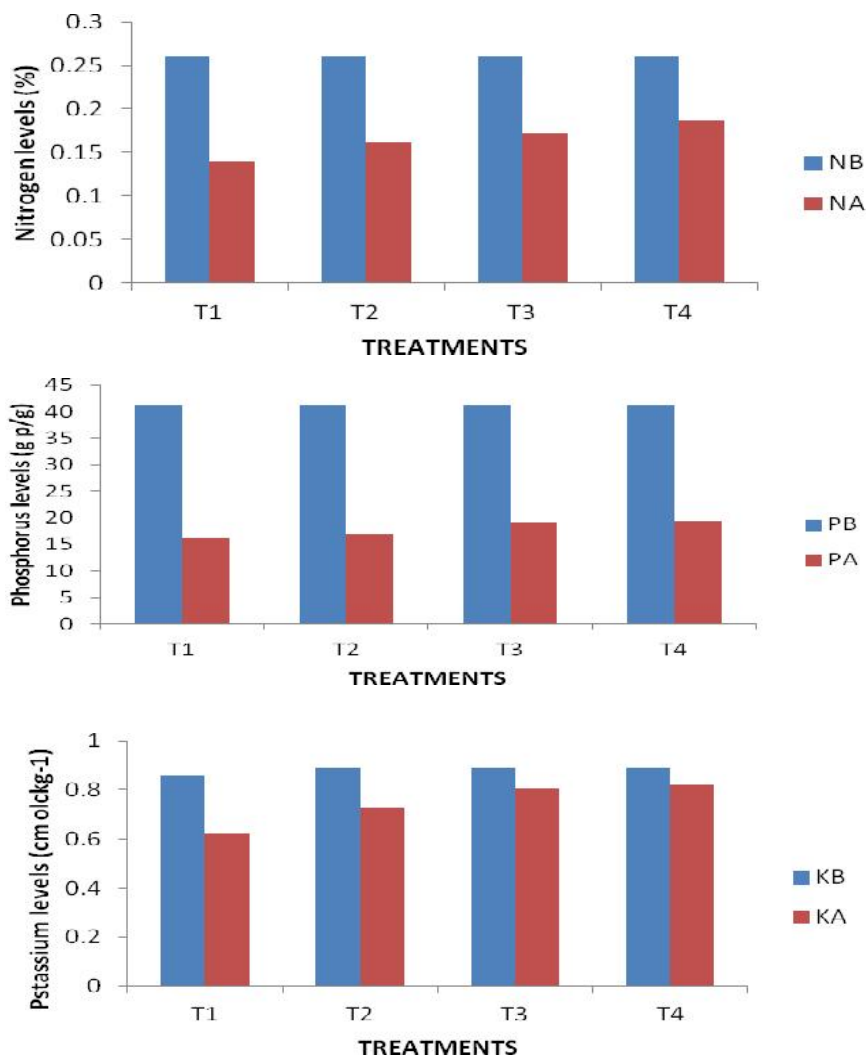 Nitrogen levels (%)
0.3
0.25
0.2
0.15
0.1
0.05
0
T1 T2 T3 T4
TREATMENTS
NB
NA
Phosphorus levels (g p/g)
45
40
35
30
25
20
15
10
5
0
T1 T2 T3 T4
TREATMENTS
PB
PA
Pstassium levels (cm olckg-1)
1
0.8
0.6
0.4
0.2
0
T1 T2 T3 T4
TREATMENTS
KB
KA